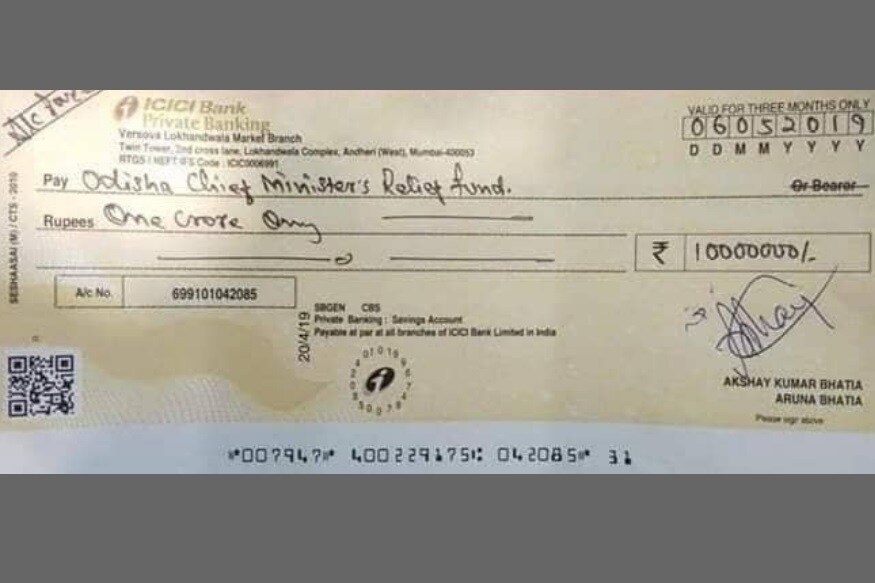 A/c Payee
ICICI Bank
Private Banking
Versova Lokhandwala Market Branch
Twin Tower, 2nd cross lane, Lokhandwala Complex, Andheri (West), Mumbai-400053
RTGS / NEFT IFS Code : ICIC0006991
VALID FOR THREE MONTHS ONLY
06052019
D D M M Y Y Y Y
Pay Odisha Chief Minister's Relief fund.
Or Bearer
Rupees One crore Only
₹ 10000000/-
A/c No. 699101042085
SESHAASAI (M) / CTS - 2010
20/4/19
SBGEN CBS
Private Banking : Savings Account
Payable at par at all branches of ICICI Bank Limited in India
AKSHAY KUMAR BHATIA
ARUNA BHATIA
Please sign above
⑈007947⑈ 400229175⑆ 042085⑈ 31